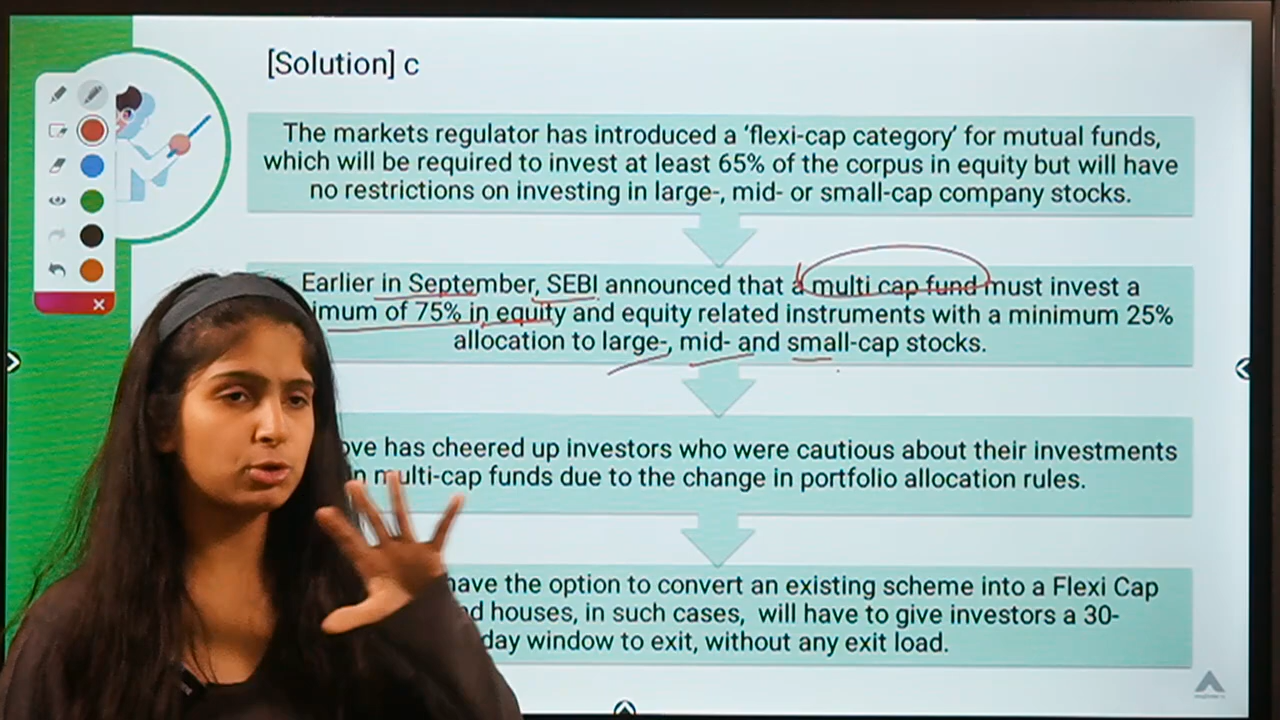 [Solution] c
The markets regulator has introduced a ‘flexi-cap category’ for mutual funds,
which will be required to invest at least 65% of the corpus in equity but will have
no restrictions on investing in large-, mid- or small-cap company stocks.
Earlier in September, SEBI announced that a multi cap fund must invest a
of 75% in equity and equity related instruments with a minimum 25%
allocation to large-, mid- and small-cap stocks.
has cheered up investors who were cautious about their investments
multi-cap funds due to the change in portfolio allocation rules.
have the option to convert an existing scheme into a Flexi Cap
houses, in such cases, will have to give investors a 30-
day window to exit, without any exit load.